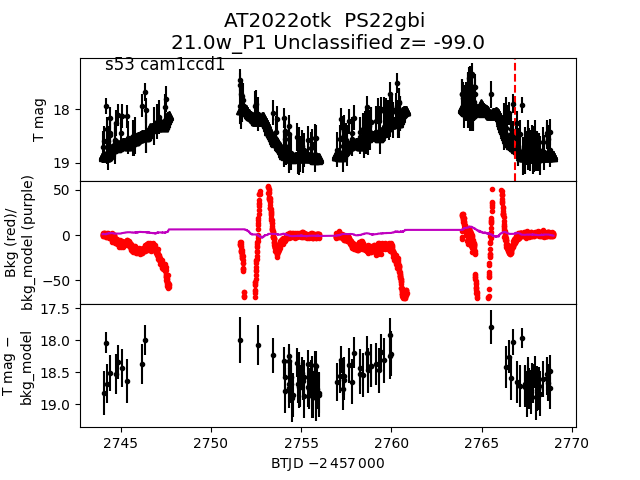 AT2022otk  PS22gbi
21.0w_P1 Unclassified z= -99.0
s53 cam1ccd1
T mag
18
19
Bkg (red)/
bkg_model (purple)
50
0
−50
T mag −
bkg_model
17.5
18.0
18.5
19.0
2745
2750
2755
2760
2765
2770
BTJD −2 457 000